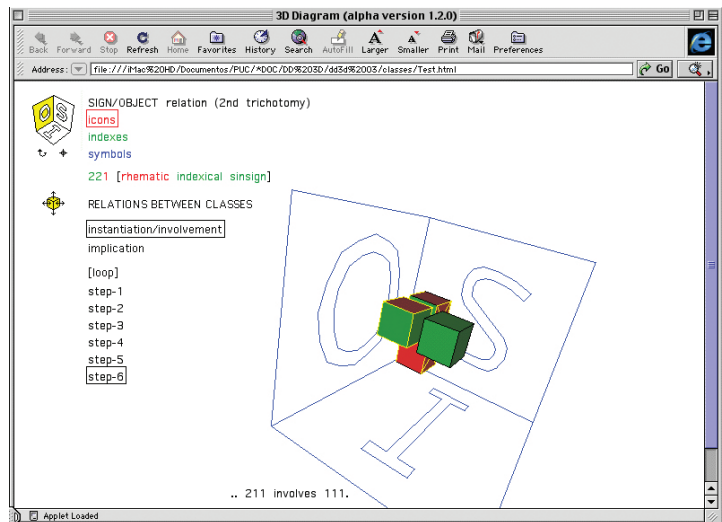 3D Diagram (alpha version 1.2.0)
Back Forward Stop Refresh Home Favorites History Search AutoFill Larger Smaller Print Mail Preferences
Address: file:///iMac%20HD/Documentos/PUC/*DOC/DD%203D/dd3d%2003/classes/Test.html Go
O S I
SIGN/OBJECT relation (2nd trichotomy)
icons
indexes
symbols
221 [rhematic indexical sinsign]
RELATIONS BETWEEN CLASSES
instantiation/involvement
implication
[loop]
step-1
step-2
step-3
step-4
step-5
step-6
O S
I
.. 211 involves 111.
Applet Loaded